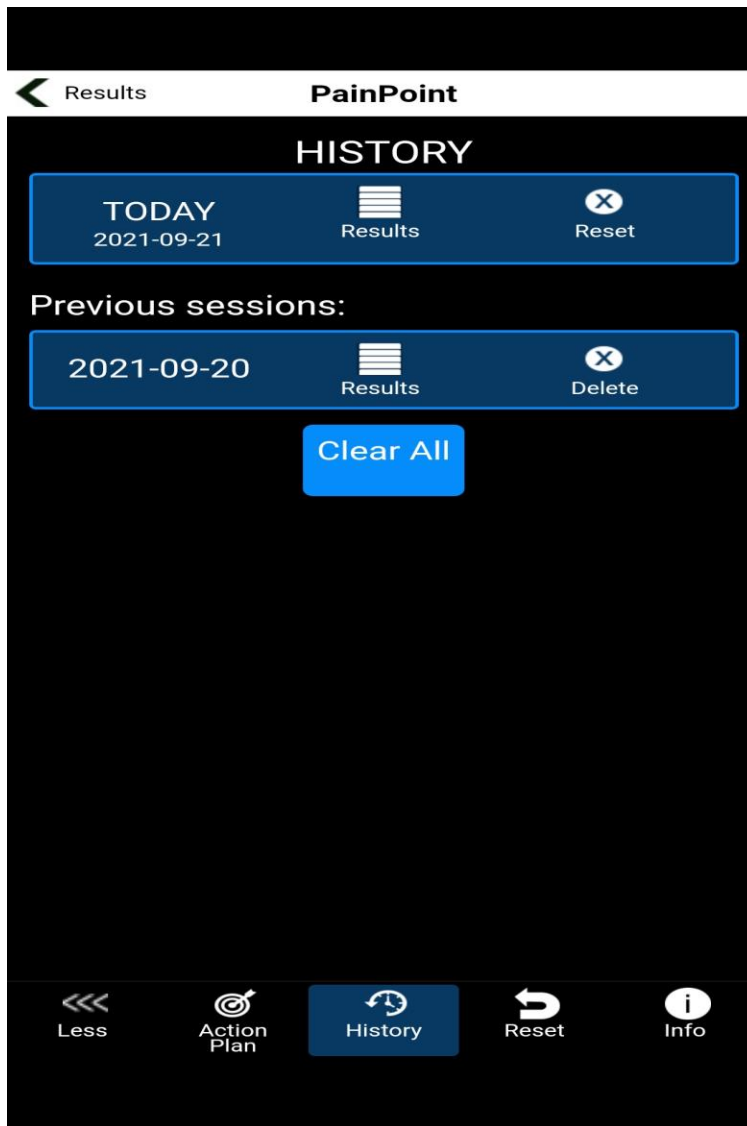 Results
PainPoint
HISTORY
TODAY
2021-09-21
Results
Reset
Previous sessions:
2021-09-20
Results
Delete
Clear All
Less
Action
Plan
History
Reset
i
Info